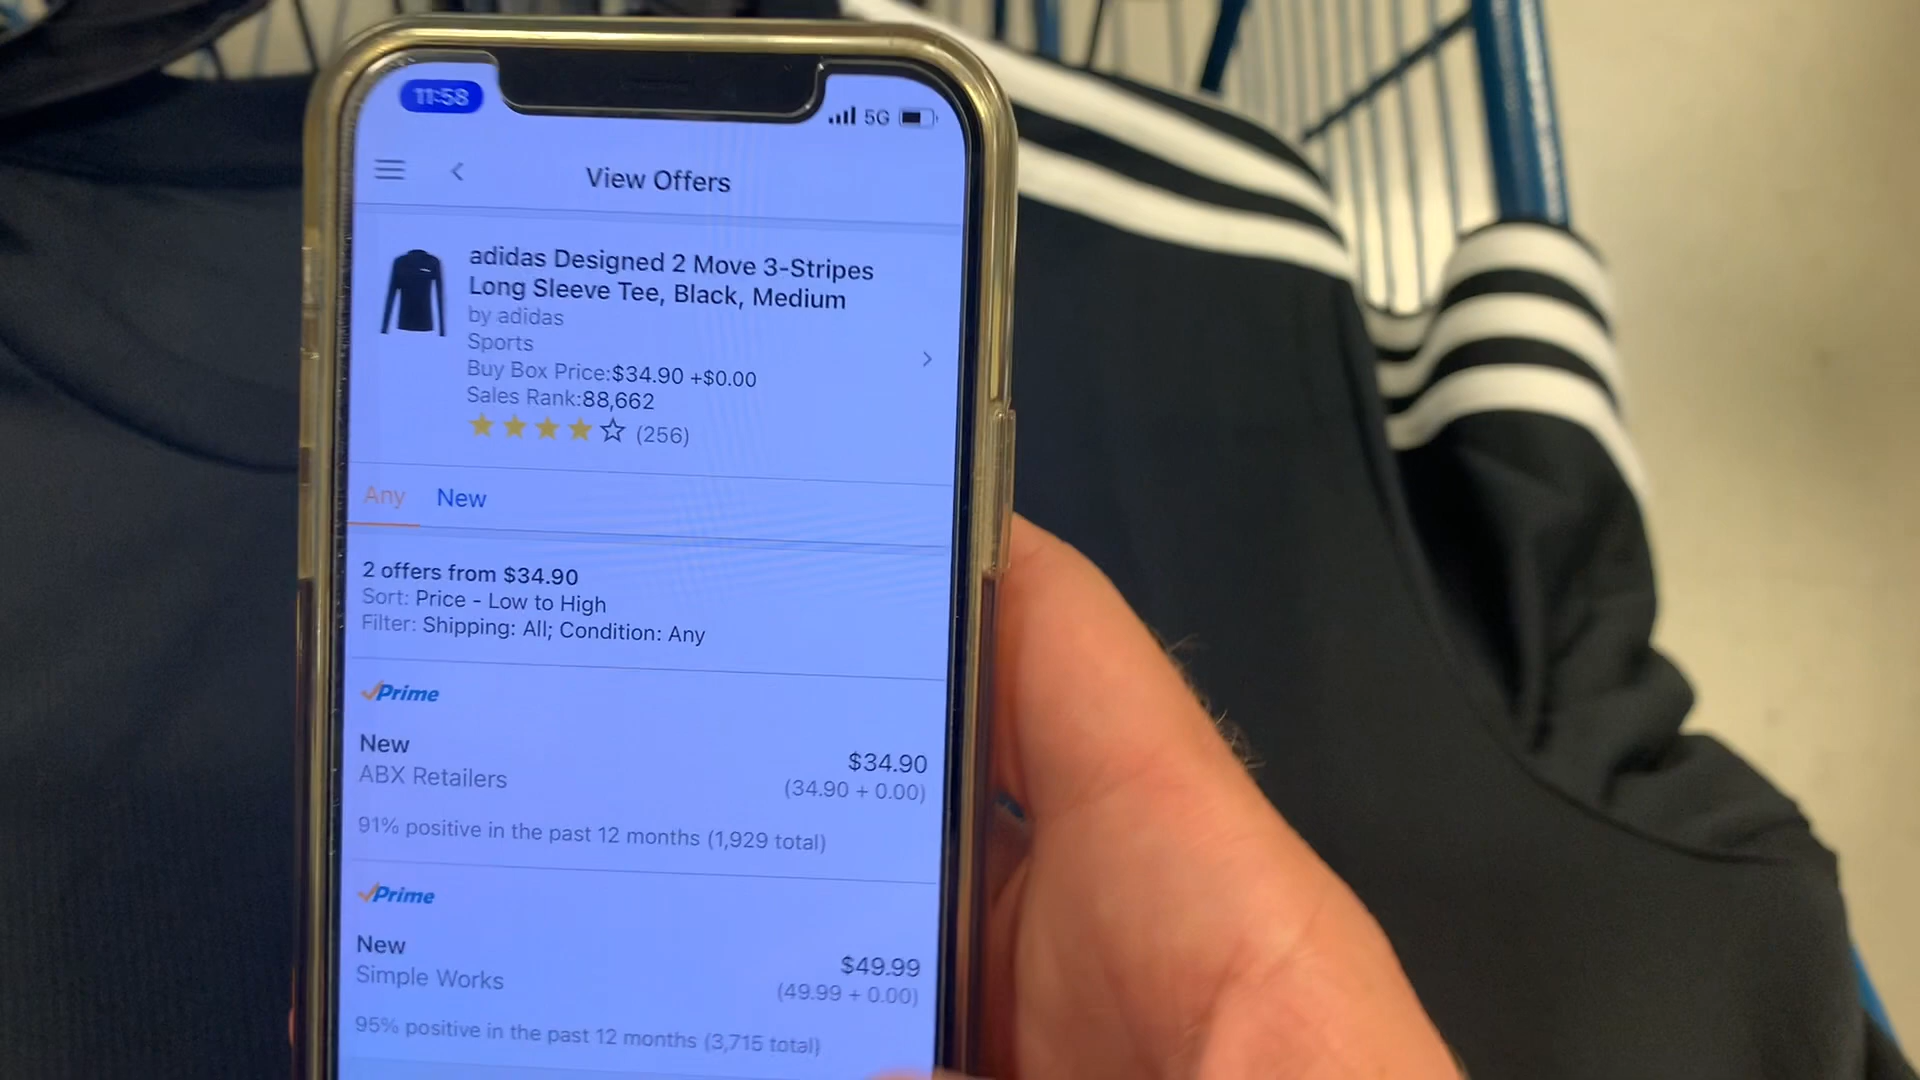 11:58
5G
View Offers
adidas Designed 2 Move 3-Stripes
Long Sleeve Tee, Black, Medium
by adidas
Sports
Buy Box Price:$34.90 +$0.00
Sales Rank:88,662
(256)
Any New
2 offers from $34.90
Sort: Price - Low to High
Filter: Shipping: All; Condition: Any
Prime
New
$34.90
ABX Retailers
(34.90 + 0.00)
91% positive in the past 12 months (1,929 total)
Prime
New
$49.99
Simple Works
(49.99 + 0.00)
95% positive in the past 12 months (3,715 total)